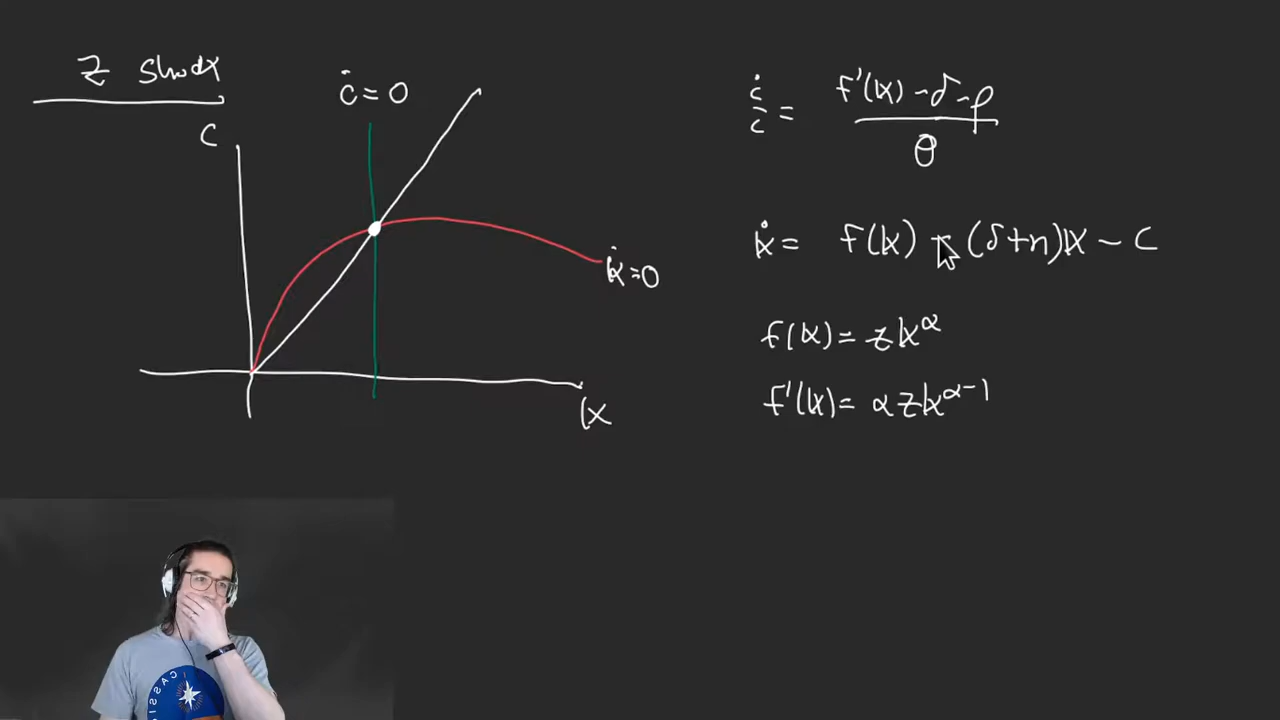 z shock
ċ = 0
c
k̇ = 0
k
ċ/c = (f'(k) - δ - ρ)/θ
k̇ = f(k) - (δ+n)k - c
f(k) = zk^α
f'(k) = αzk^(α-1)